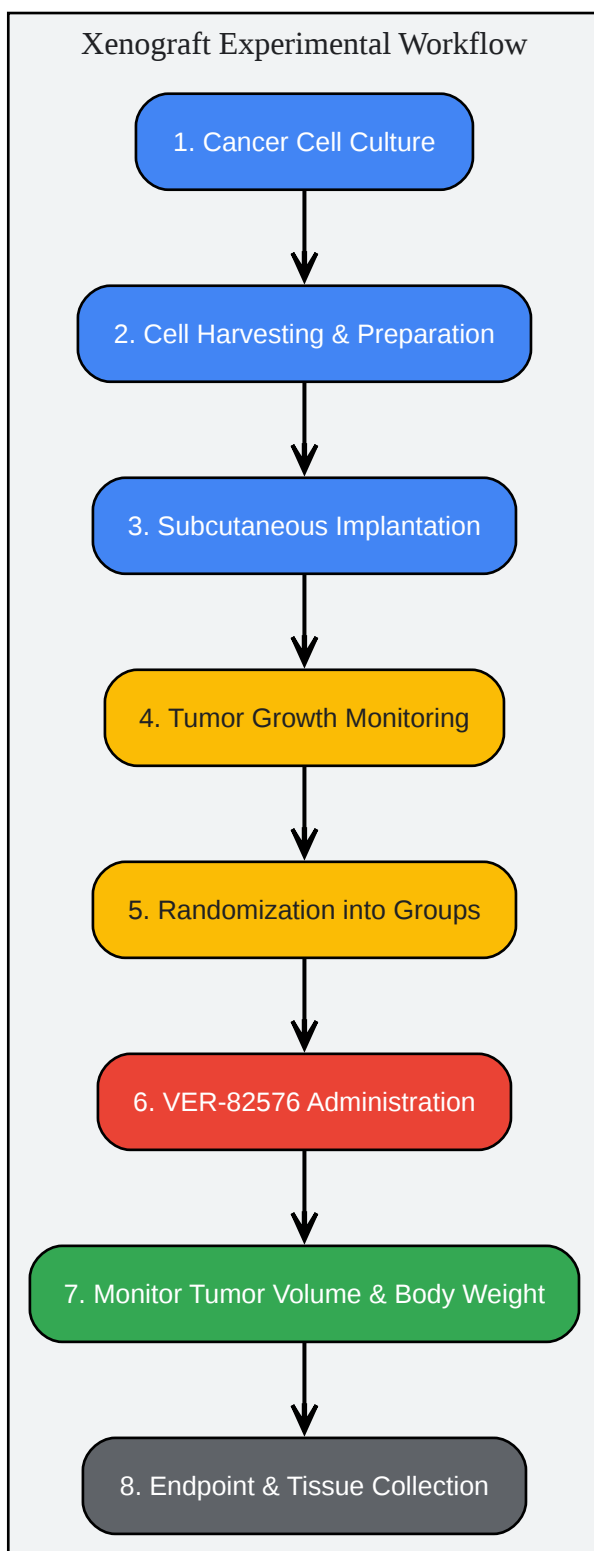 Xenograft Experimental Workflow
1. Cancer Cell Culture
2. Cell Harvesting & Preparation
3. Subcutaneous Implantation
4. Tumor Growth Monitoring
5. Randomization into Groups
6. VER-82576 Administration
7. Monitor Tumor Volume & Body Weight
8. Endpoint & Tissue Collection